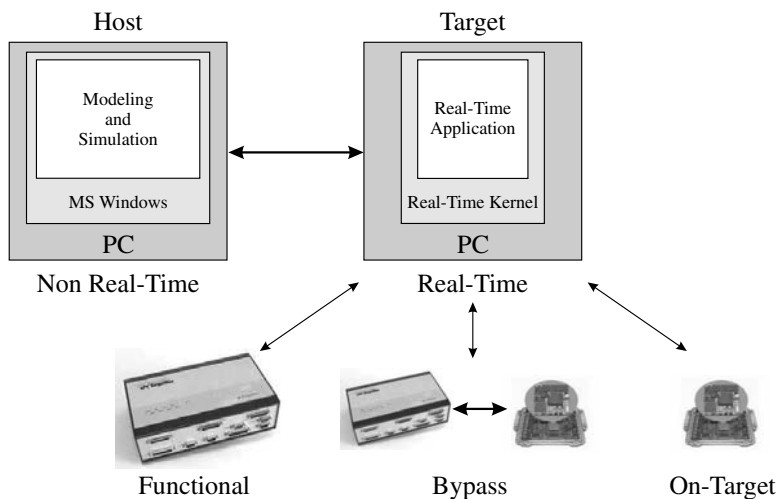 Host
Target
Modeling
and
Simulation
Real-Time
Application
MS Windows
Real-Time Kernel
PC
PC
Non Real-Time
Real-Time
Functional
Bypass
On-Target